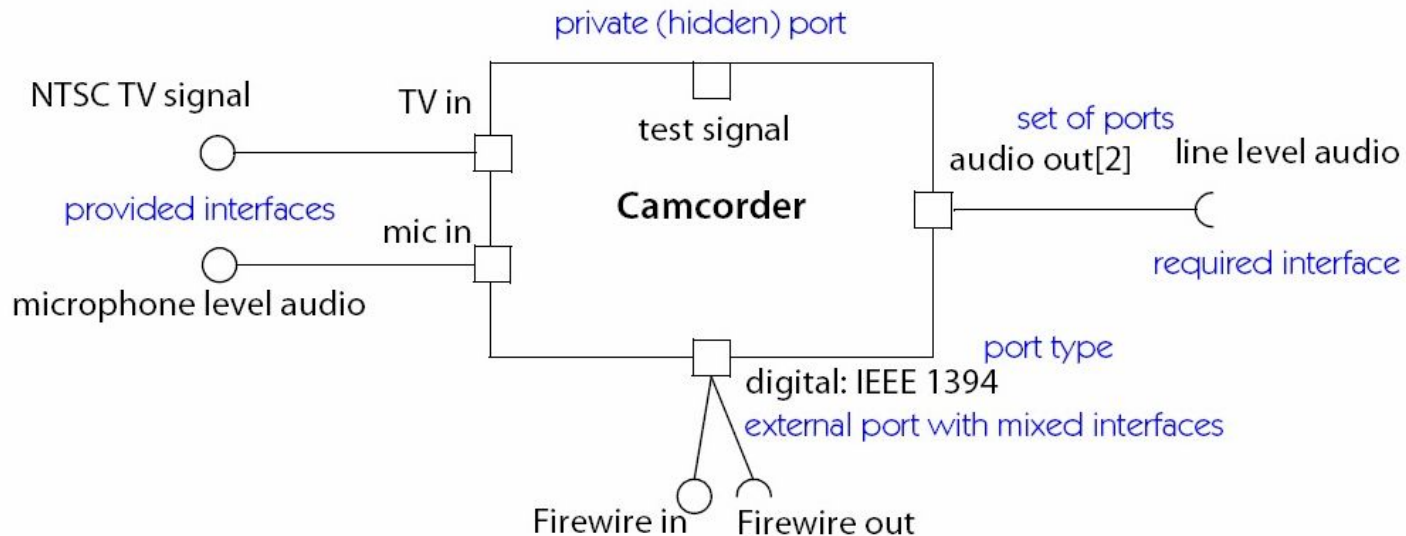 private (hidden) port
NTSC TV signal
TV in
test signal
set of ports
audio out[2]
line level audio
provided interfaces
Camcorder
mic in
required interface
microphone level audio
port type
digital: IEEE 1394
external port with mixed interfaces
Firewire in
Firewire out